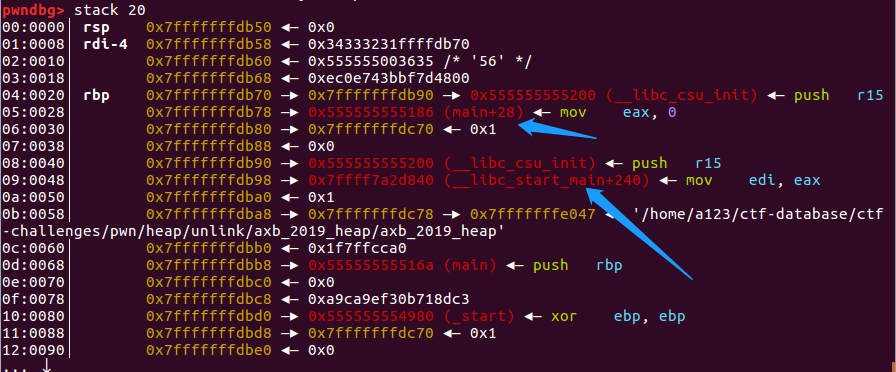 pwndbg> stack 20
00:0000│ rsp 0x7fffffffdb50 ◂— 0x0
01:0008│ rdi-4 0x7fffffffdb58 ◂— 0x34333231ffffdb70
02:0010│ 0x7fffffffdb60 ◂— 0x555555003635 /* '56' */
03:0018│ 0x7fffffffdb68 ◂— 0xec0e743bbf7d4800
04:0020│ rbp 0x7fffffffdb70 —▸ 0x7fffffffdb90 —▸ 0x555555555200 (__libc_csu_init) ◂— push r15
05:0028│ 0x7fffffffdb78 —▸ 0x555555555186 (main+28) ◂— mov eax, 0
06:0030│ 0x7fffffffdb80 —▸ 0x7fffffffdc70 ◂— 0x1
07:0038│ 0x7fffffffdb88 ◂— 0x0
08:0040│ 0x7fffffffdb90 —▸ 0x555555555200 (__libc_csu_init) ◂— push r15
09:0048│ 0x7fffffffdb98 —▸ 0x7ffff7a2d840 (__libc_start_main+240) ◂— mov edi, eax
0a:0050│ 0x7fffffffdba0 ◂— 0x1
0b:0058│ 0x7fffffffdba8 —▸ 0x7fffffffdc78 —▸ 0x7fffffffe047 ◂— '/home/a123/ctf-database/ctf
-challenges/pwn/heap/unlink/axb_2019_heap/axb_2019_heap'
0c:0060│ 0x7fffffffdbb0 ◂— 0x1f7ffcca0
0d:0068│ 0x7fffffffdbb8 —▸ 0x55555555516a (main) ◂— push rbp
0e:0070│ 0x7fffffffdbc0 ◂— 0x0
0f:0078│ 0x7fffffffdbc8 ◂— 0xa9ca9ef30b718dc3
10:0080│ 0x7fffffffdbd0 —▸ 0x555555554980 (_start) ◂— xor ebp, ebp
11:0088│ 0x7fffffffdbd8 —▸ 0x7fffffffdc70 ◂— 0x1
12:0090│ 0x7fffffffdbe0 ◂— 0x0
... ↓